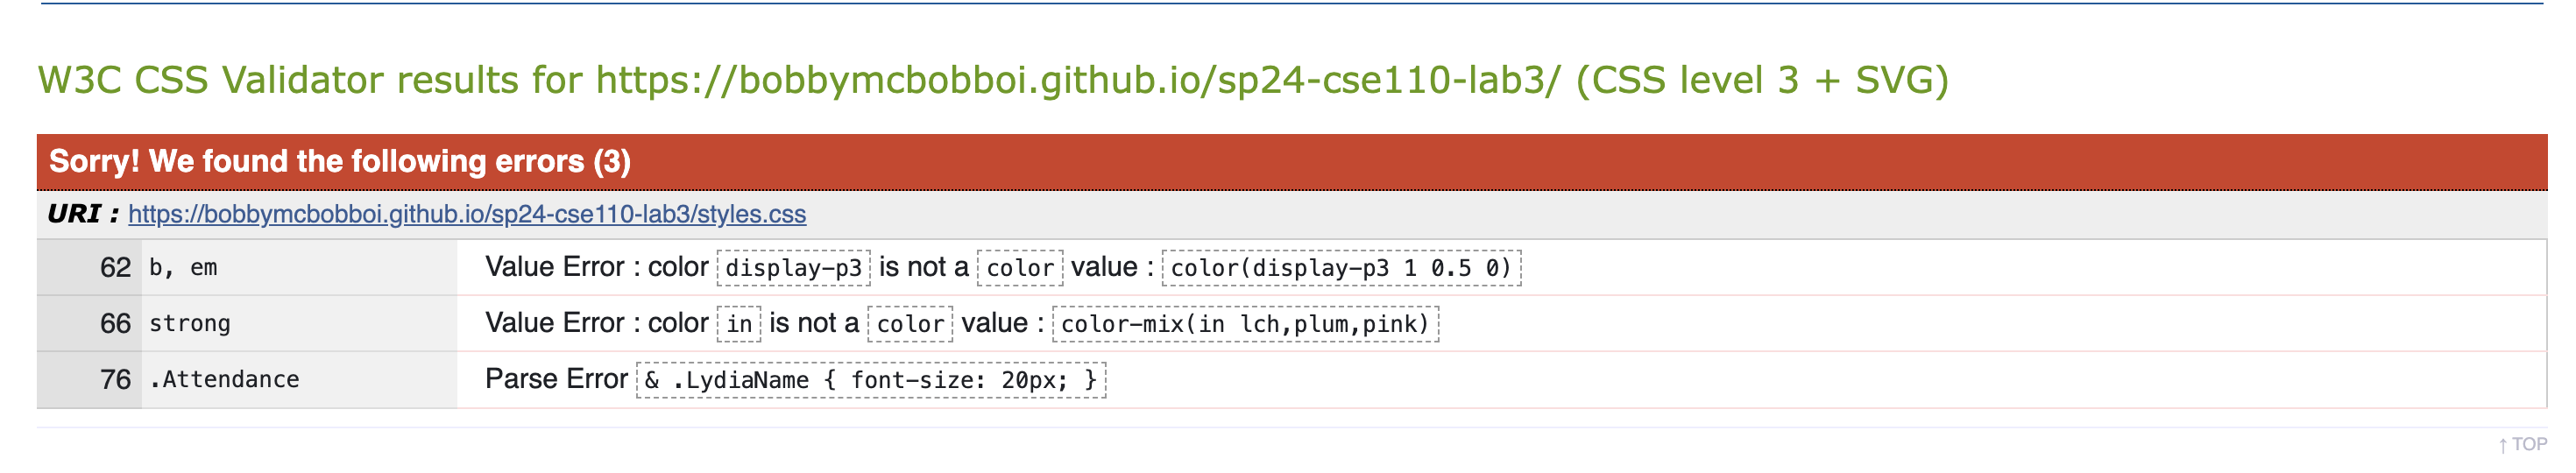 W3C CSS Validator results for https://bobbymcbobboi.github.io/sp24-cse110-lab3/ (CSS level 3 + SVG)
Sorry! We found the following errors (3)
URI : https://bobbymcbobboi.github.io/sp24-cse110-lab3/styles.css
62 b, em Value Error : color display-p3 is not a color value : color(display-p3 1 0.5 0)
66 strong Value Error : color in is not a color value : color-mix(in lch,plum,pink)
76 .Attendance Parse Error & .LydiaName { font-size: 20px; }
↑ TOP